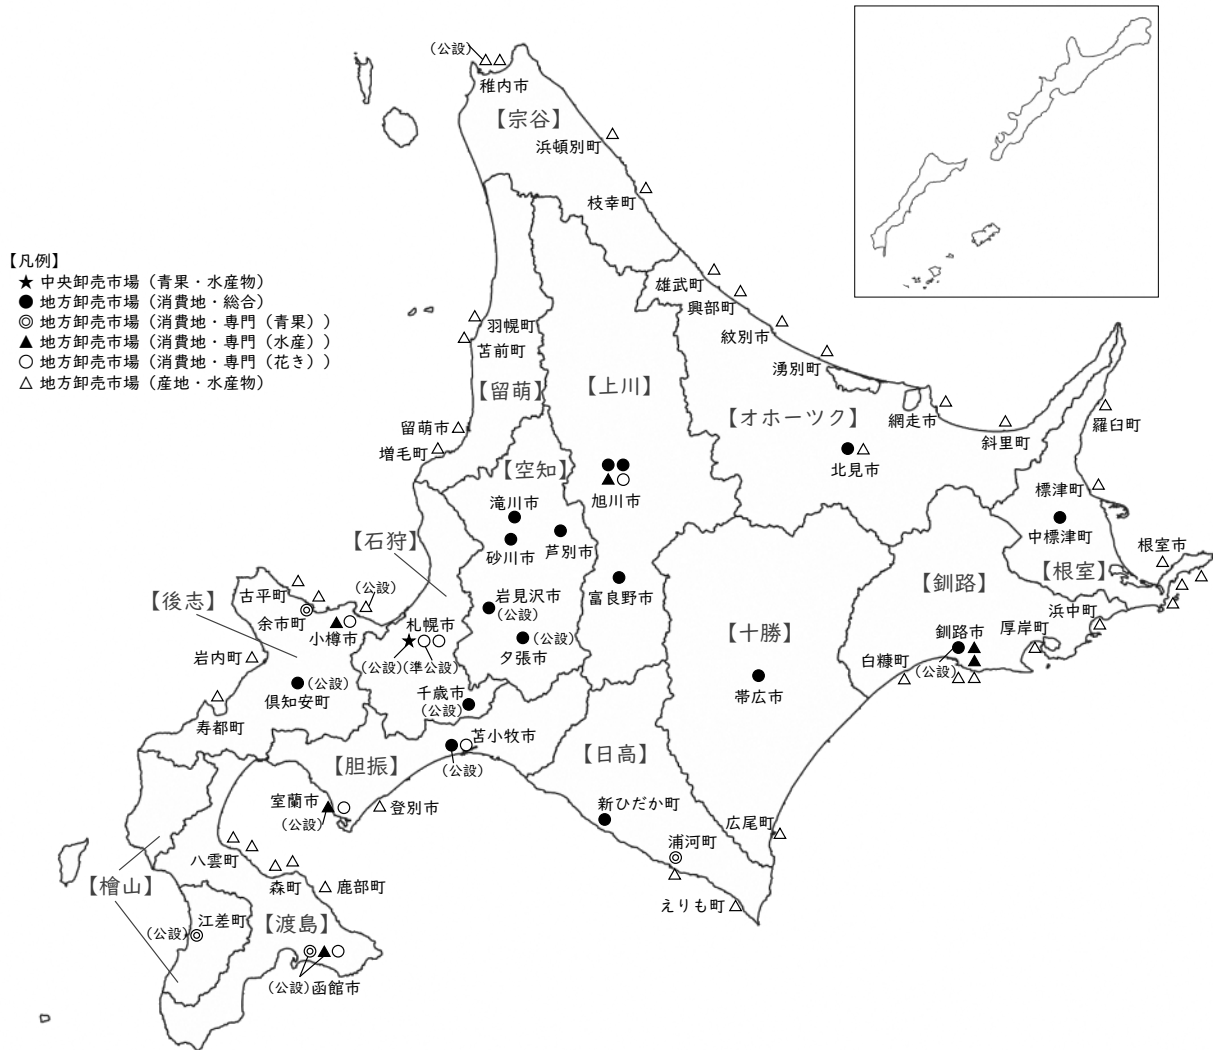 (公設)
稚内市
【宗谷】
浜頓別町
枝幸町
【凡例】
★ 中央卸売市場（青果・水産物）
● 地方卸売市場（消費地・総合）
◎ 地方卸売市場（消費地・専門（青果））
▲ 地方卸売市場（消費地・専門（水産））
○ 地方卸売市場（消費地・専門（花き））
△ 地方卸売市場（産地・水産物）
雄武町
興部町
紋別市
湧別町
羽幌町
苫前町
【留萌】
【上川】
【オホーツク】
網走市
斜里町
羅臼町
留萌市
増毛町
北見市
【空知】
旭川市
滝川市
砂川市
芦別市
標津町
中標津町
根室市
【石狩】
【根室】
【釧路】
【後志】
古平町
(公設)
余市町
小樽市
岩見沢市
(公設)
富良野市
浜中町
札幌市
(公設)
夕張市
【十勝】
釧路市
厚岸町
岩内町
(公設)(準公設)
白糠町
(公設)
(公設)
倶知安町
千歳市
(公設)
帯広市
寿都町
苫小牧市
(公設)
【胆振】
【日高】
室蘭市
(公設)
登別市
新ひだか町
広尾町
浦河町
八雲町
森町
鹿部町
えりも町
【檜山】
江差町
(公設)
【渡島】
(公設)函館市